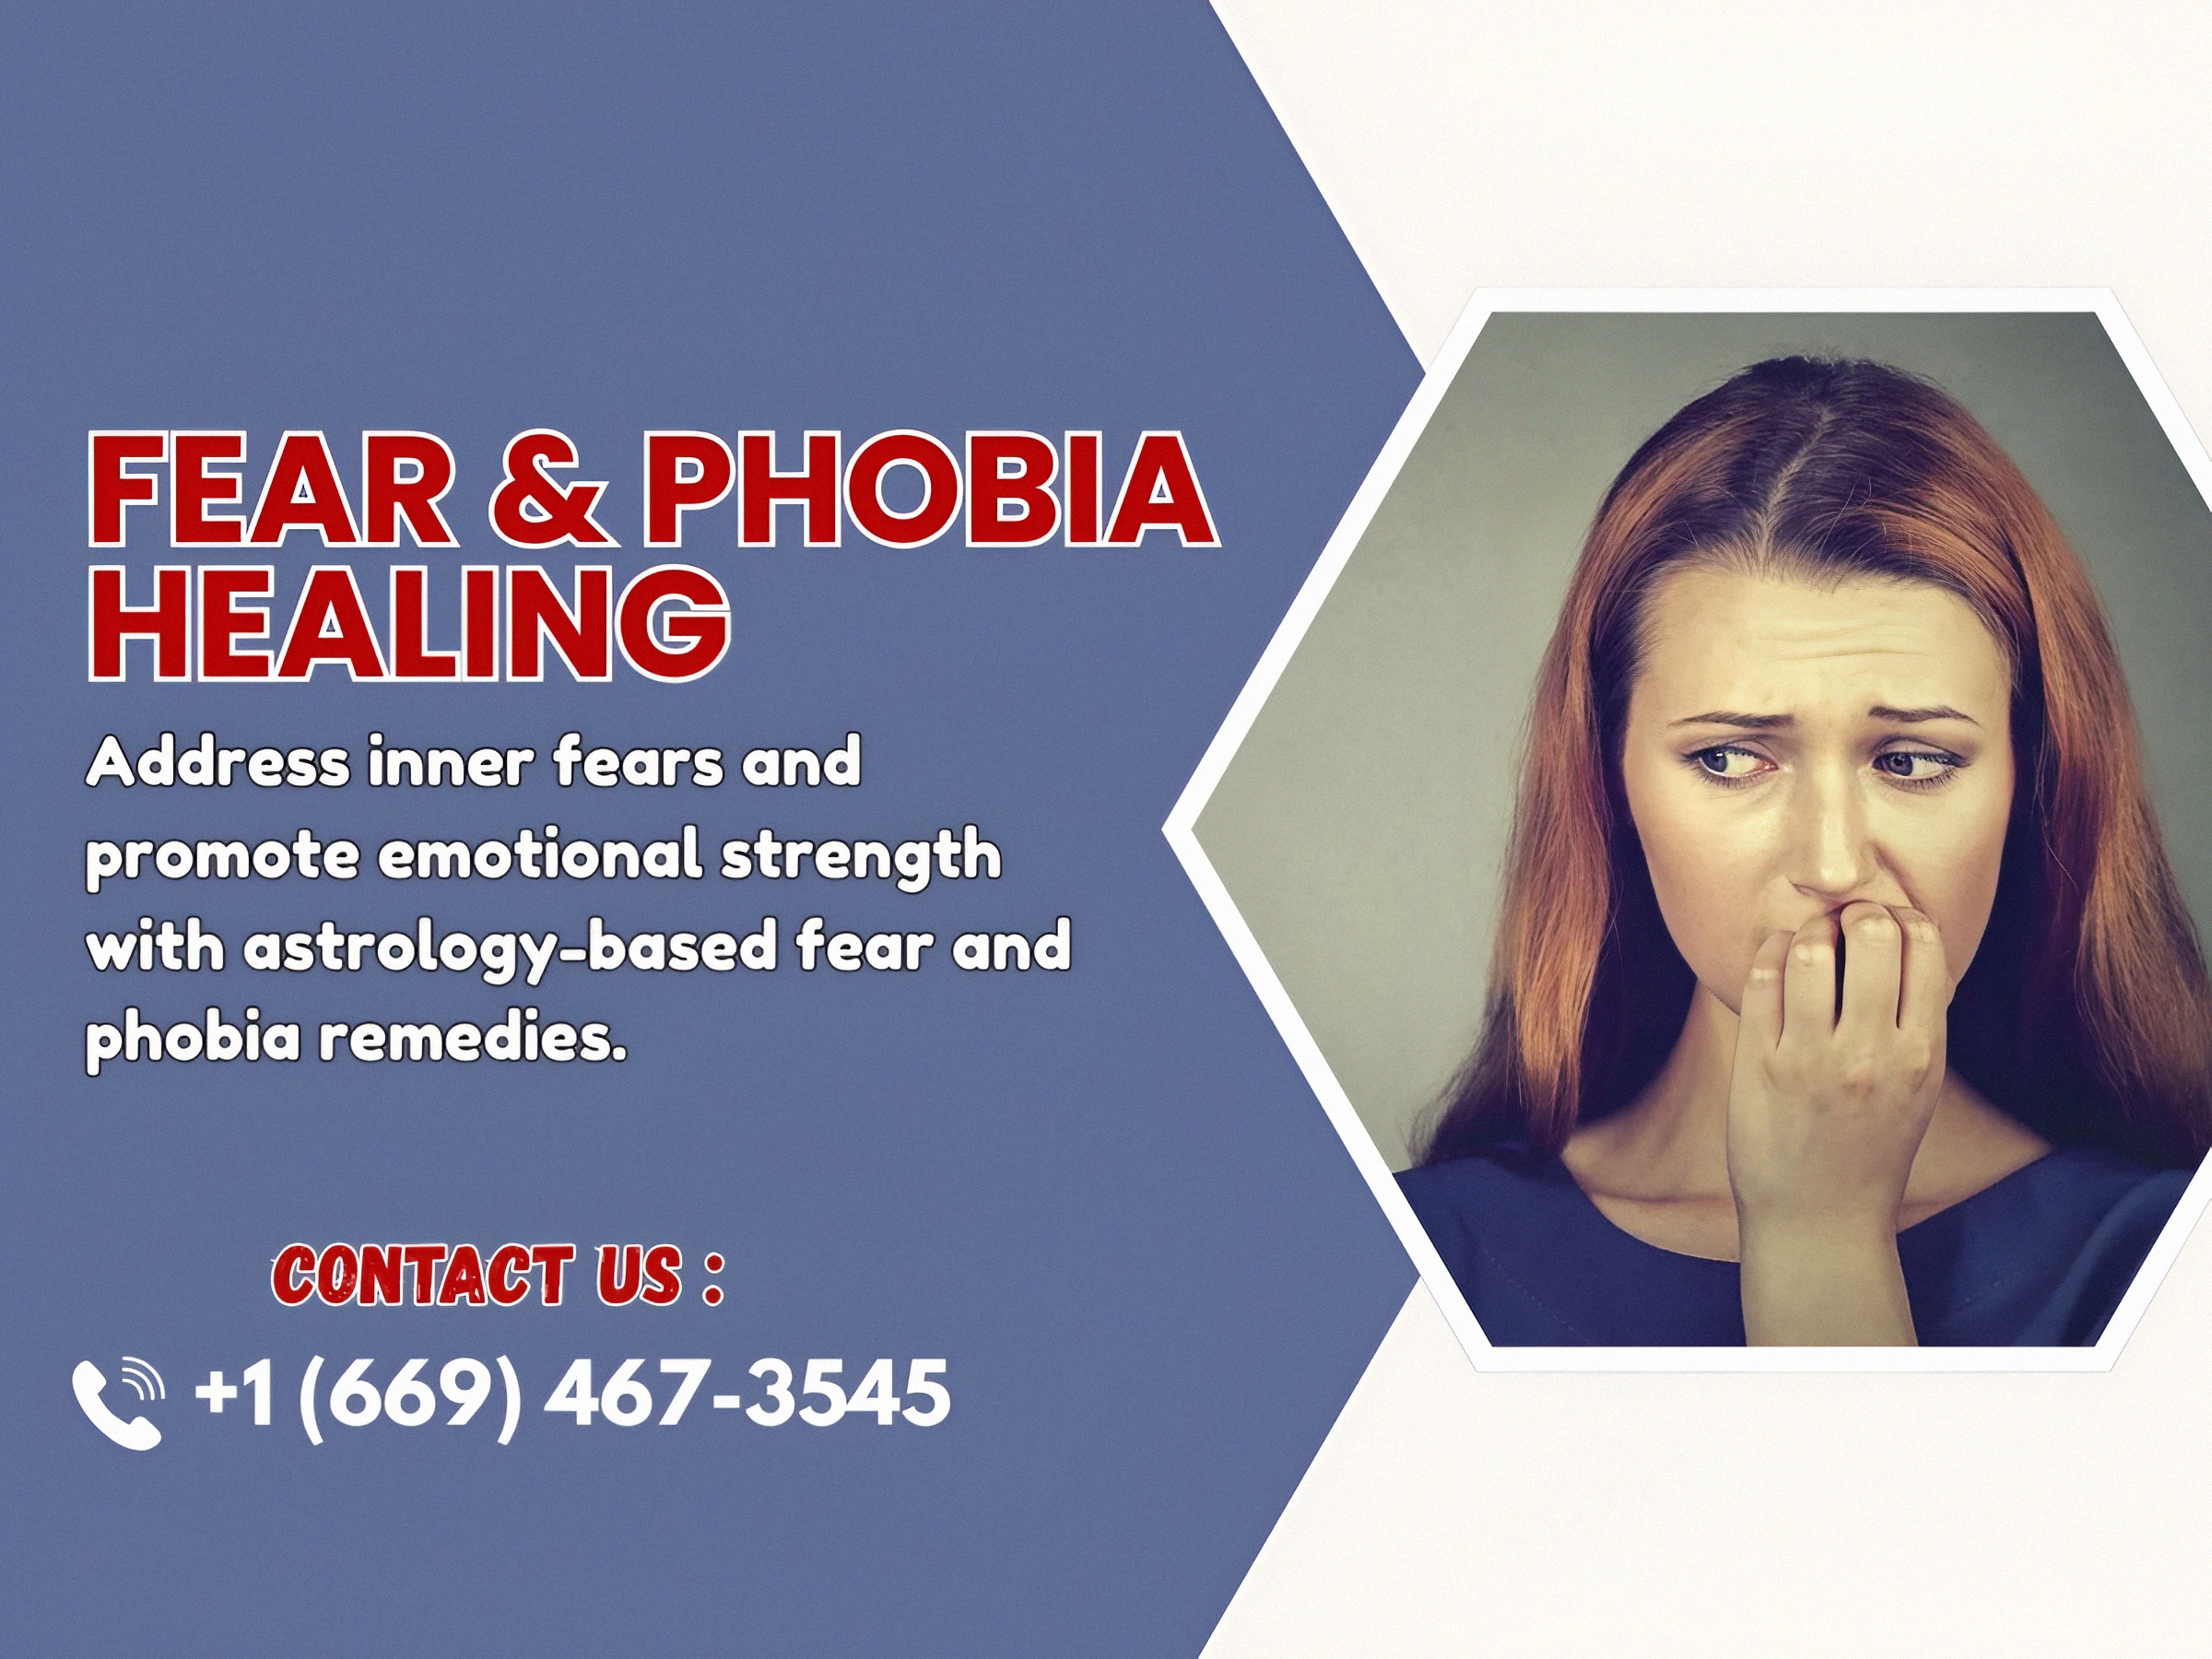 FEAR & PHOBIA
HEALING
Address inner fears and
promote emotional strength
with astrology-based fear and
phobia remedies.
CONTACT US :
+1 (669) 467-3545